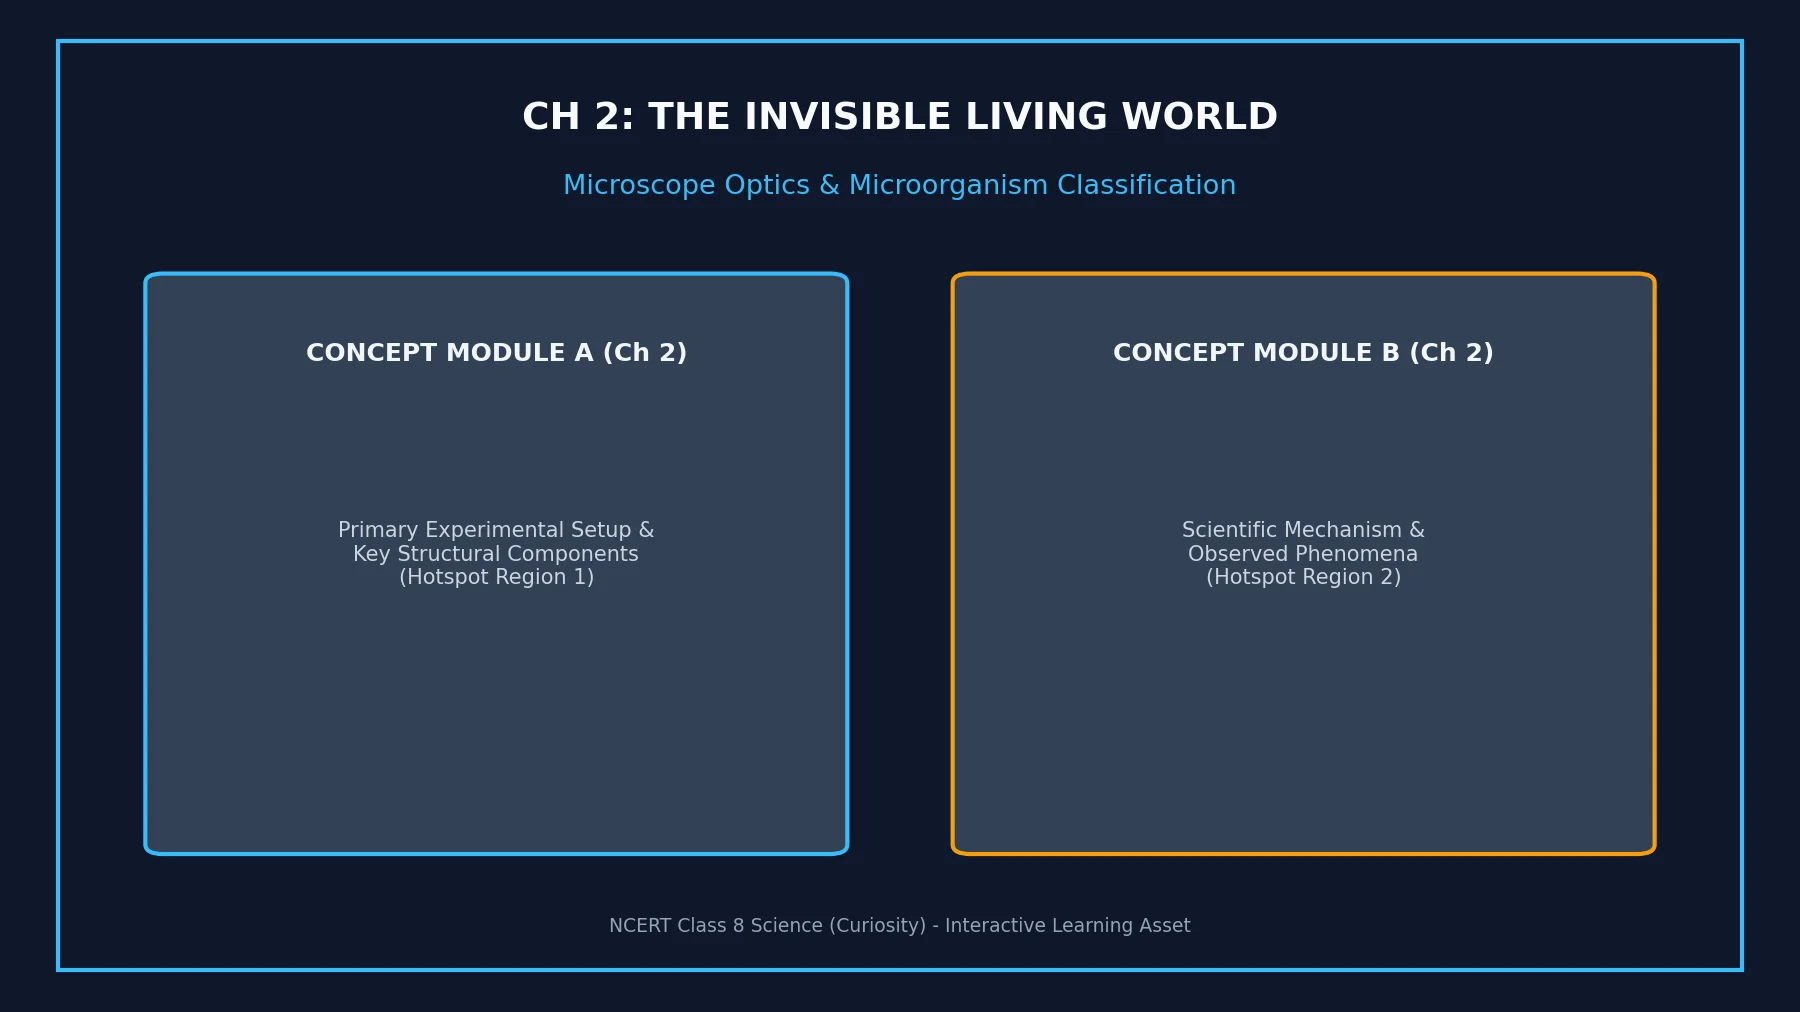 CH 2: THE INVISIBLE LIVING WORLD
Microscope Optics & Microorganism Classification
CONCEPT MODULE A (Ch 2)
Primary Experimental Setup &
Key Structural Components
(Hotspot Region 1)
CONCEPT MODULE B (Ch 2)
Scientific Mechanism &
Observed Phenomena
(Hotspot Region 2)
NCERT Class 8 Science (Curiosity) - Interactive Learning Asset